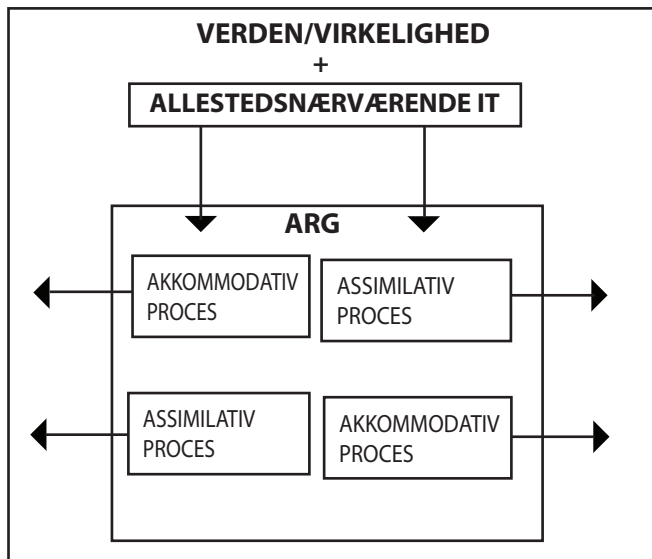 VERDEN/VIRKELIGHED
+
ALLESTEDSNÆRVÆRENDE IT
ARG
AKKOMMODATIV
PROCES
ASSIMILATIV
PROCES
ASSIMILATIV
PROCES
AKKOMMODATIV
PROCES